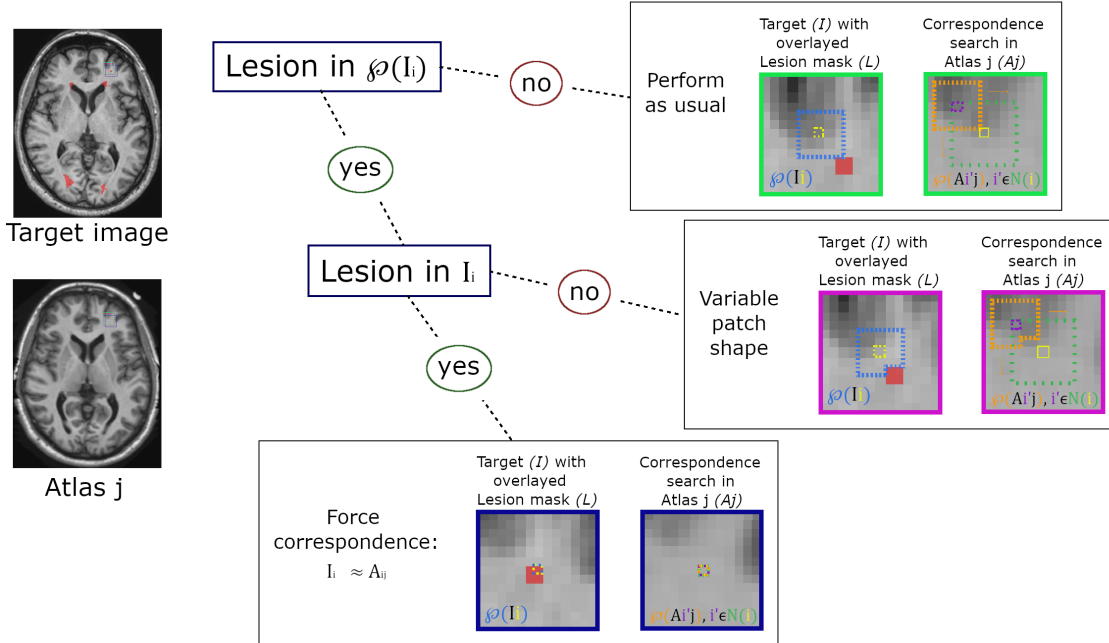 Target image
Atlas j
Lesion in ℘(Iᵢ)
no
yes
Perform
as usual
Target (I) with
overlayed
Lesion mask (L)
℘(Ii)
Correspondence
search in
Atlas j (Aj)
℘(Ai'j), i'ϵN(i)
Lesion in Iᵢ
no
yes
Variable
patch
shape
Target (I) with
overlayed
Lesion mask (L)
℘(Ii)
Correspondence
search in
Atlas j (Aj)
℘(Ai'j), i'ϵN(i)
Force
correspondence:
Iᵢ ≈ Aᵢⱼ
Target (I) with
overlayed
Lesion mask (L)
℘(Ii)
Correspondence
search in
Atlas j (Aj)
℘(Ai'j), i'ϵN(i)